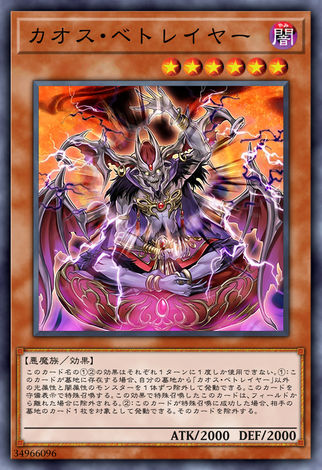 カオス・ベトレイヤー
闇
やみ
【悪魔族／効果】
このカード名の①②の効果はそれぞれ１ターンに１度しか使用できない。①：こ
のカードが墓地に存在する場合、自分の墓地から「カオス・ベトレイヤー」以外
の光属性と闇属性のモンスターを１体ずつ除外して発動できる。このカードを
守備表示で特殊召喚する。この効果で特殊召喚したこのカードは、フィールドか
ら離れた場合に除外される。②：このカードが特殊召喚に成功した場合、相手の
墓地のカード１枚を対象として発動できる。そのカードを除外する。
ATK/2000 DEF/2000
34966096